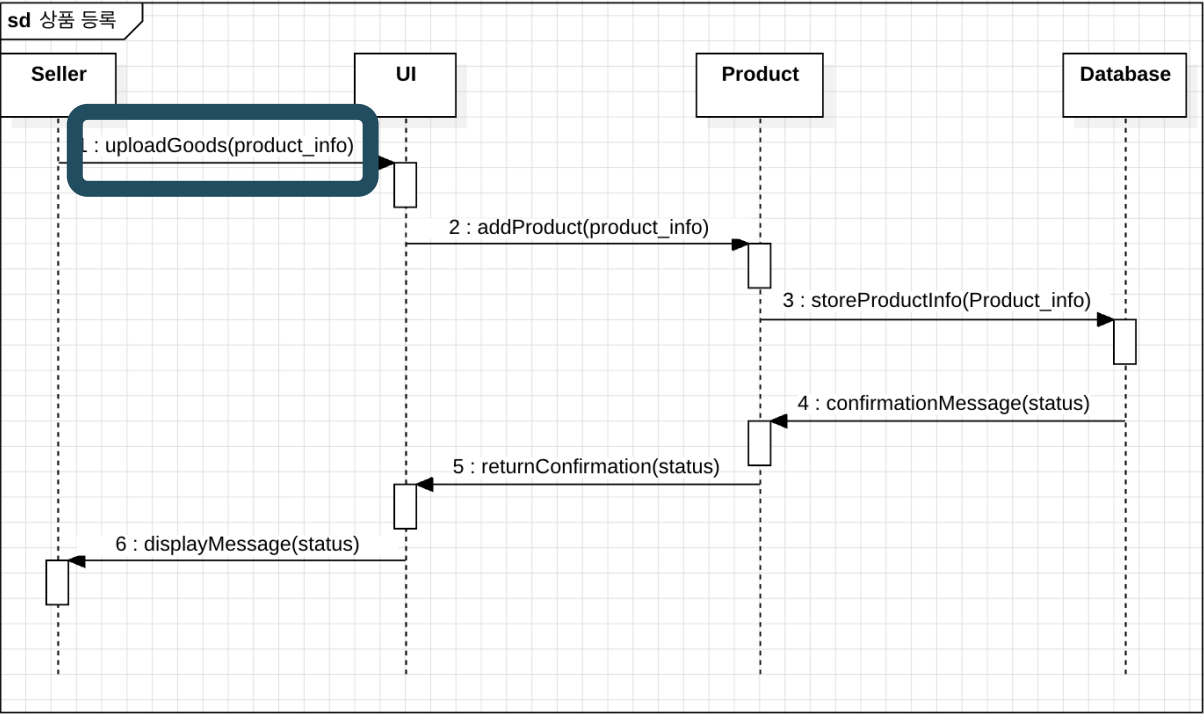 sd 상품 등록
Seller UI Product Database
1 : uploadGoods(product_info)
2 : addProduct(product_info)
3 : storeProductInfo(Product_info)
4 : confirmationMessage(status)
5 : returnConfirmation(status)
6 : displayMessage(status)